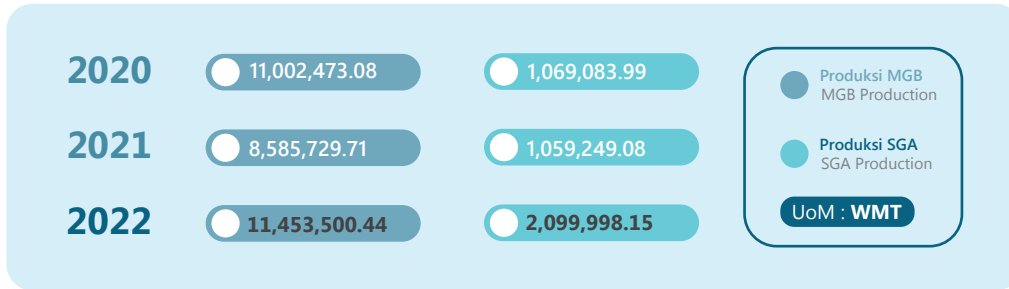 2020 11,002,473.08 1,069,083.99
2021 8,585,729.71 1,059,249.08
2022 11,453,500.44 2,099,998.15
Produksi MGB
MGB Production
Produksi SGA
SGA Production
UoM : WMT